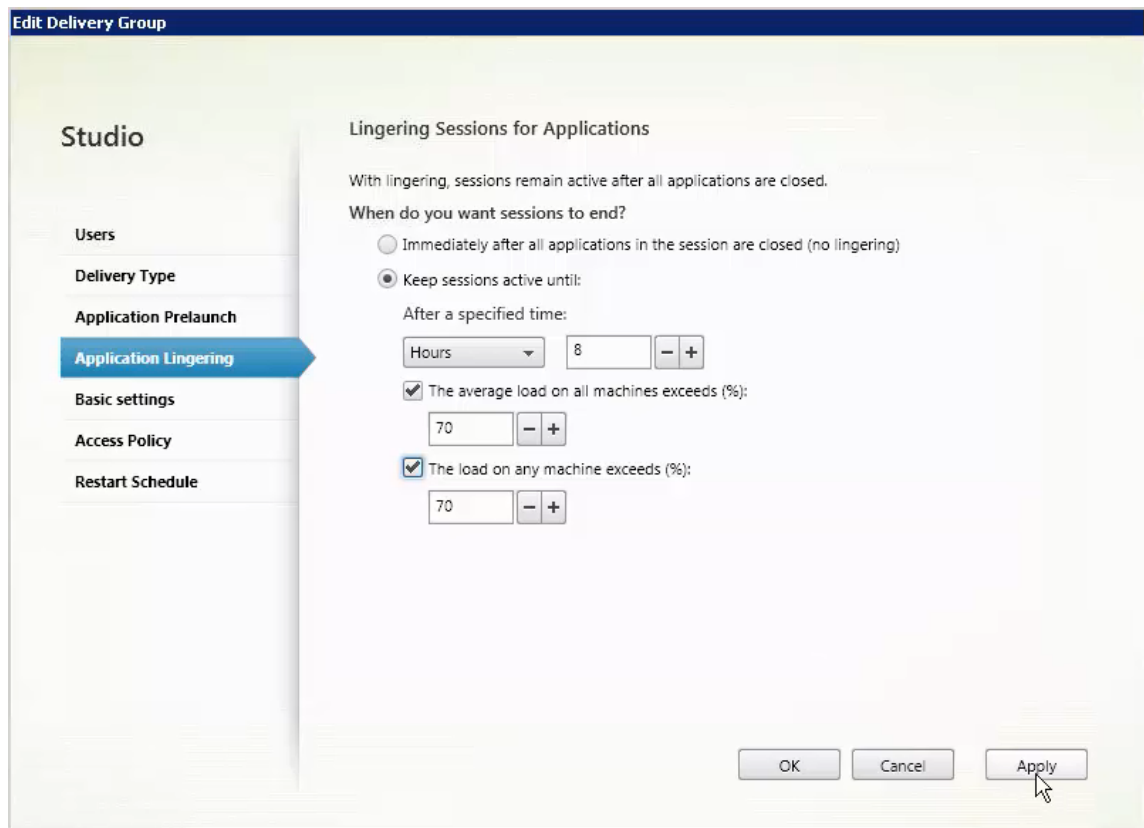 Edit Delivery Group
Studio
Users
Delivery Type
Application Prelaunch
Application Lingering
Basic settings
Access Policy
Restart Schedule
Lingering Sessions for Applications
With lingering, sessions remain active after all applications are closed.
When do you want sessions to end?
Immediately after all applications in the session are closed (no lingering)
Keep sessions active until:
After a specified time:
Hours 8
The average load on all machines exceeds (%):
70
The load on any machine exceeds (%):
70
OK Cancel Apply